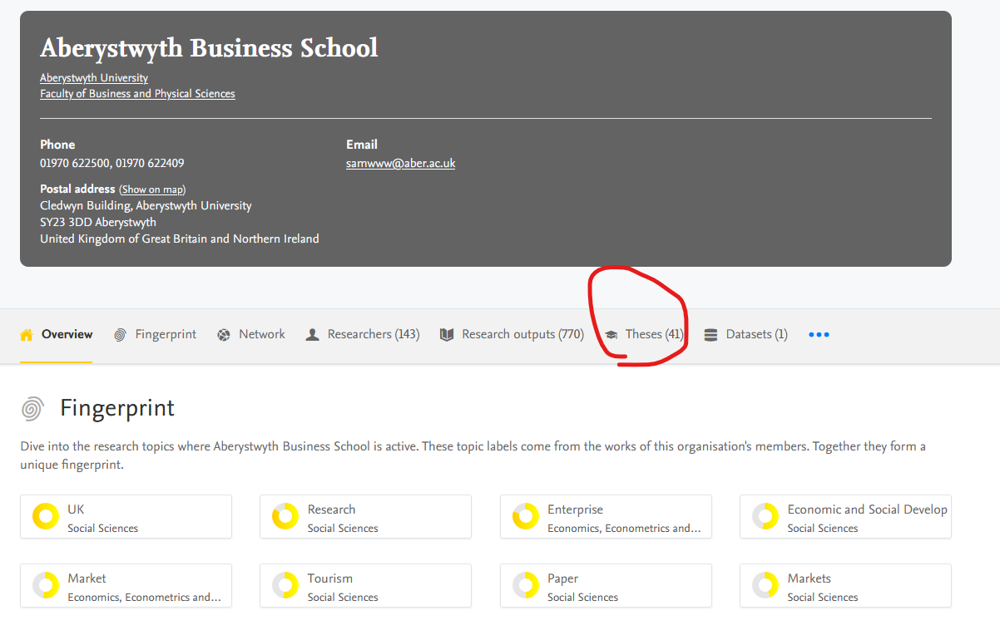 Aberystwyth Business School
Aberystwyth University
Faculty of Business and Physical Sciences
Phone
01970 622500, 01970 622409
Email
samwww@aber.ac.uk
Postal address (Show on map)
Cledwyn Building, Aberystwyth University
SY23 3DD Aberystwyth
United Kingdom of Great Britain and Northern Ireland
Overview Fingerprint Network Researchers (143) Research outputs (770) Theses (41) Datasets (1)
Fingerprint
Dive into the research topics where Aberystwyth Business School is active. These topic labels come from the works of this organisation's members. Together they form a
unique fingerprint.
UK
Social Sciences
Research
Social Sciences
Enterprise
Economics, Econometrics and...
Economic and Social Develop
Social Sciences
Market
Economics, Econometrics and...
Tourism
Social Sciences
Paper
Social Sciences
Markets
Social Sciences